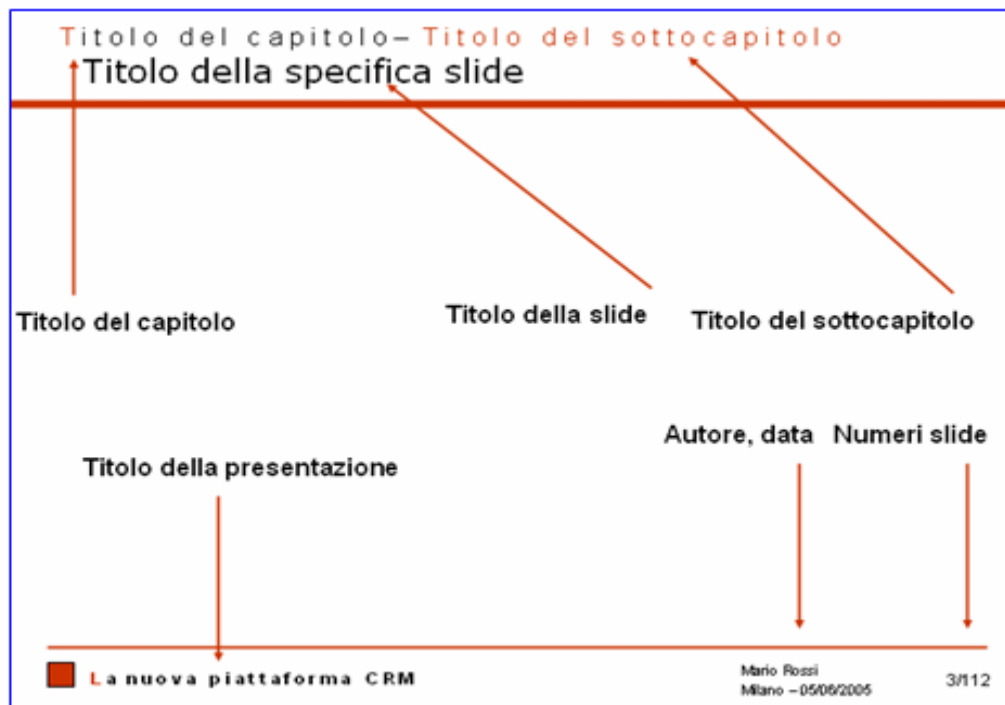 Titolo del capitolo– Titolo del sottocapitolo
Titolo della specifica slide
Titolo del capitolo
Titolo della slide
Titolo del sottocapitolo
Autore, data
Numeri slide
Titolo della presentazione
La nuova piattaforma CRM
Mario Rossi
Milano – 05/06/2005
3/112